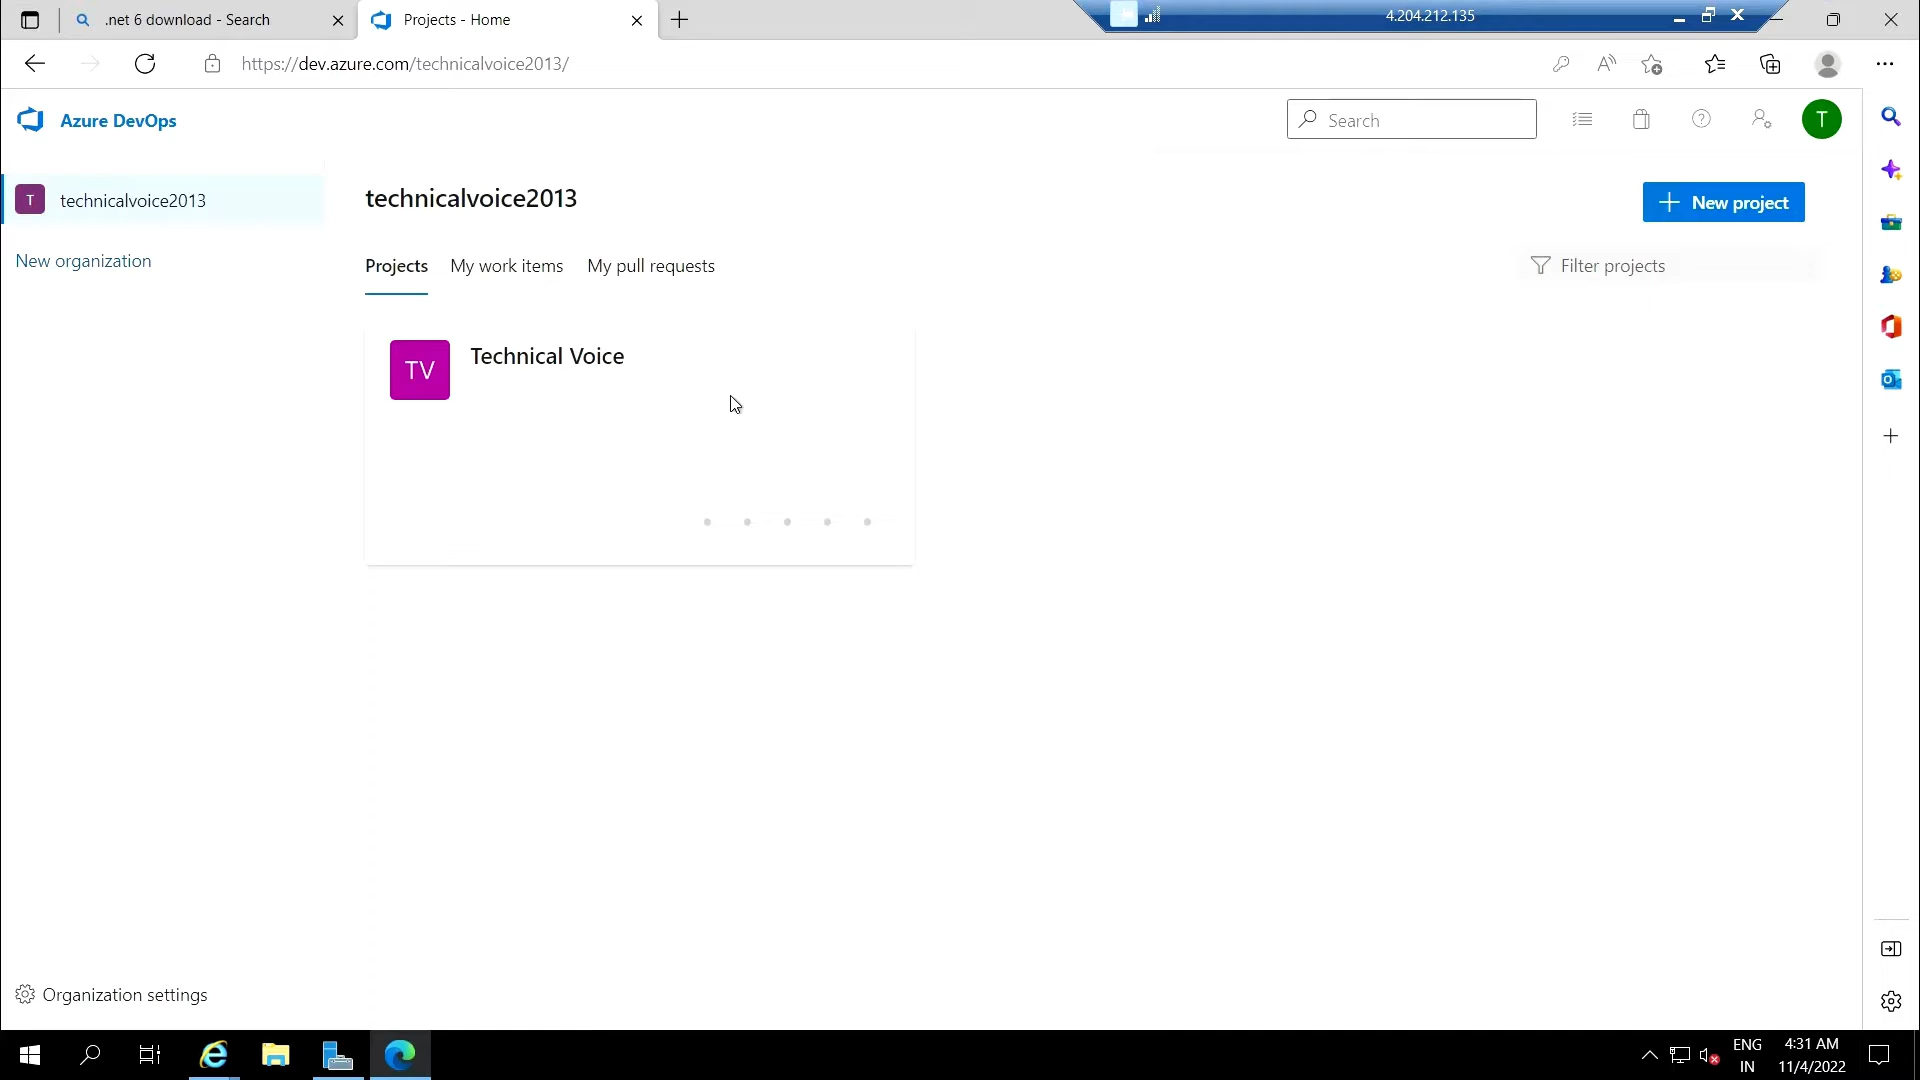 .net 6 download - Search
Projects - Home
4.204.212.135
https://dev.azure.com/technicalvoice2013/
Azure DevOps
Search
T
T
technicalvoice2013
technicalvoice2013
New project
New organization
Projects
My work items
My pull requests
Filter projects
TV
Technical Voice
Organization settings
ENG
IN
4:31 AM
11/4/2022